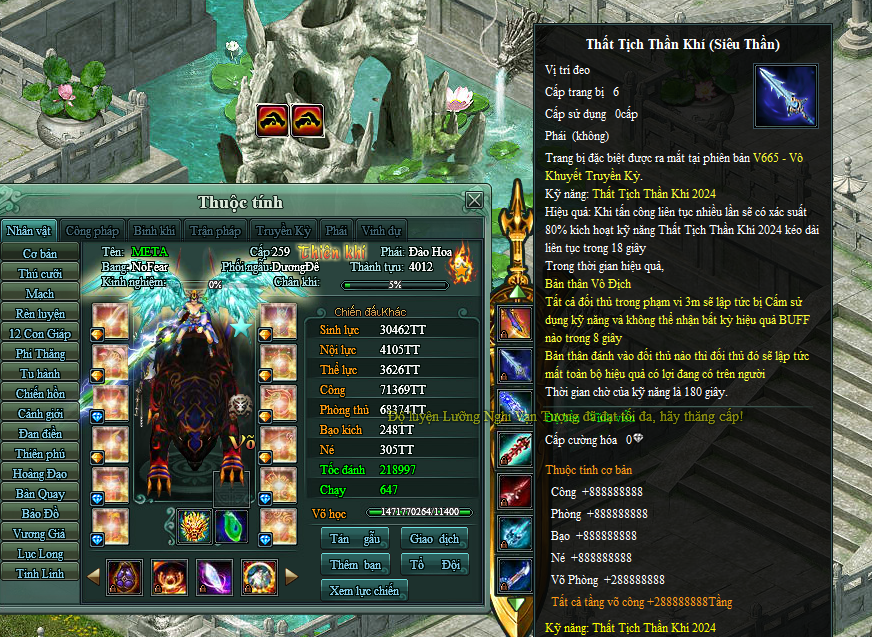 Thuộc tính
Nhân vật
Công pháp
Binh khí
Trận pháp
Truyền Kỳ
Phái
Vinh dự
Cơ bản
Thú cưỡi
Mạch
Rèn luyện
12 Con Giáp
Phi Thăng
Tu hành
Chiến hồn
Cảnh giới
Đan điền
Thiên phú
Hoàng Đạo
Bàn Quay
Báo Đồ
Vương Giả
Lục Long
Tinh Linh
Tên: META
Cấp 259
Thiên khí
Phái: Đào Hoa
Bang NoFear
Phối ngẫu DươngĐê
Thành tựu: 4012
Kinh nghiệm:
0%
Chân khí:
5%
Chiến đấu Khác
Sinh lực 30462TT
Nội lực 4105TT
Thể lực 3626TT
Công 71369TT
Phòng thủ 68374TT
Bạo kích 248TT
Né 305TT
Tốc đánh 218997
Chạy 647
Võ học 1471770264/11400
Tán gẫu
Giao dịch
Thêm bạn
Tổ Đội
Xem lực chiến
Thất Tịch Thần Khí (Siêu Thần)
Vị trí đeo
Cấp trang bị 6
Cấp sử dụng 0cấp
Phái (không)
Trang bị đặc biệt được ra mắt tại phiên bản V665 - Vô
Khuyết Truyền Kỳ.
Kỹ năng: Thất Tịch Thần Khí 2024
Hiệu quả: Khi tấn công liên tục nhiều lần sẽ có xác suất
80% kích hoạt kỹ năng Thất Tịch Thần Khí 2024 kéo dài
liên tục trong 18 giây
Trong thời gian hiệu quả,
Bản thân Vô Địch
Tất cả đối thủ trong phạm vi 3m sẽ lập tức bị Cấm sử
dụng kỹ năng và không thể nhận bất kỳ hiệu quả BUFF
nào trong 8 giây
Bản thân đánh vào đối thủ nào thì đối thủ đó sẽ lập tức
mất toàn bộ hiệu quả có lợi đang có trên người
Thời gian chờ của kỹ năng là 180 giây.
Độ luyện Lưỡng Nghi Vạn Tượng đã đạt tối đa, hãy thăng cấp!
Cấp cường hóa 0
Thuộc tính cơ bản
Công +888888888
Phòng +888888888
Bạo +888888888
Né +888888888
Võ Phòng +288888888
Tất cả tầng võ công +288888888Tầng
Kỹ năng: Thất Tịch Thần Khí 2024